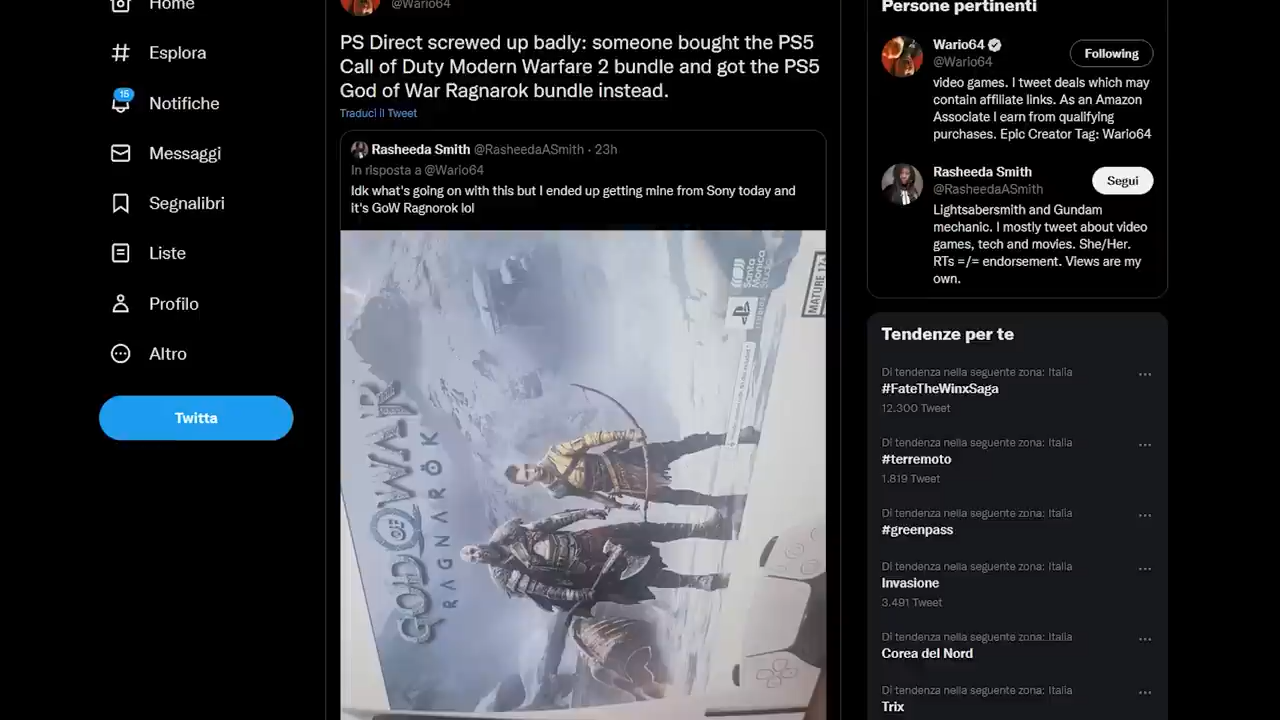 Home
Esplora
15
Notifiche
Messaggi
Segnalibri
Liste
Profilo
Altro
Twitta
@Wario64
PS Direct screwed up badly: someone bought the PS5
Call of Duty Modern Warfare 2 bundle and got the PS5
God of War Ragnarok bundle instead.
Traduci il Tweet
Rasheeda Smith @RasheedaASmith · 23h
In risposta a @Wario64
Idk what's going on with this but I ended up getting mine from Sony today and
it's GoW Ragnorok lol
GOD OF WAR
RAGNARÖK
Santa
Monica
Studio
STUDIOS
MATURE 17+
Persone pertinenti
Wario64
@Wario64
Following
video games. I tweet deals which may
contain affiliate links. As an Amazon
Associate I earn from qualifying
purchases. Epic Creator Tag: Wario64
Rasheeda Smith
@RasheedaASmith
Segui
Lightsabersmith and Gundam
mechanic. I mostly tweet about video
games, tech and movies. She/Her.
RTs =/= endorsement. Views are my
own.
Tendenze per te
Di tendenza nella seguente zona: Italia
#FateTheWinxSaga
12.300 Tweet
Di tendenza nella seguente zona: Italia
#terremoto
1.819 Tweet
Di tendenza nella seguente zona: Italia
#greenpass
Di tendenza nella seguente zona: Italia
Invasione
3.491 Tweet
Di tendenza nella seguente zona: Italia
Corea del Nord
Di tendenza nella seguente zona: Italia
Trix